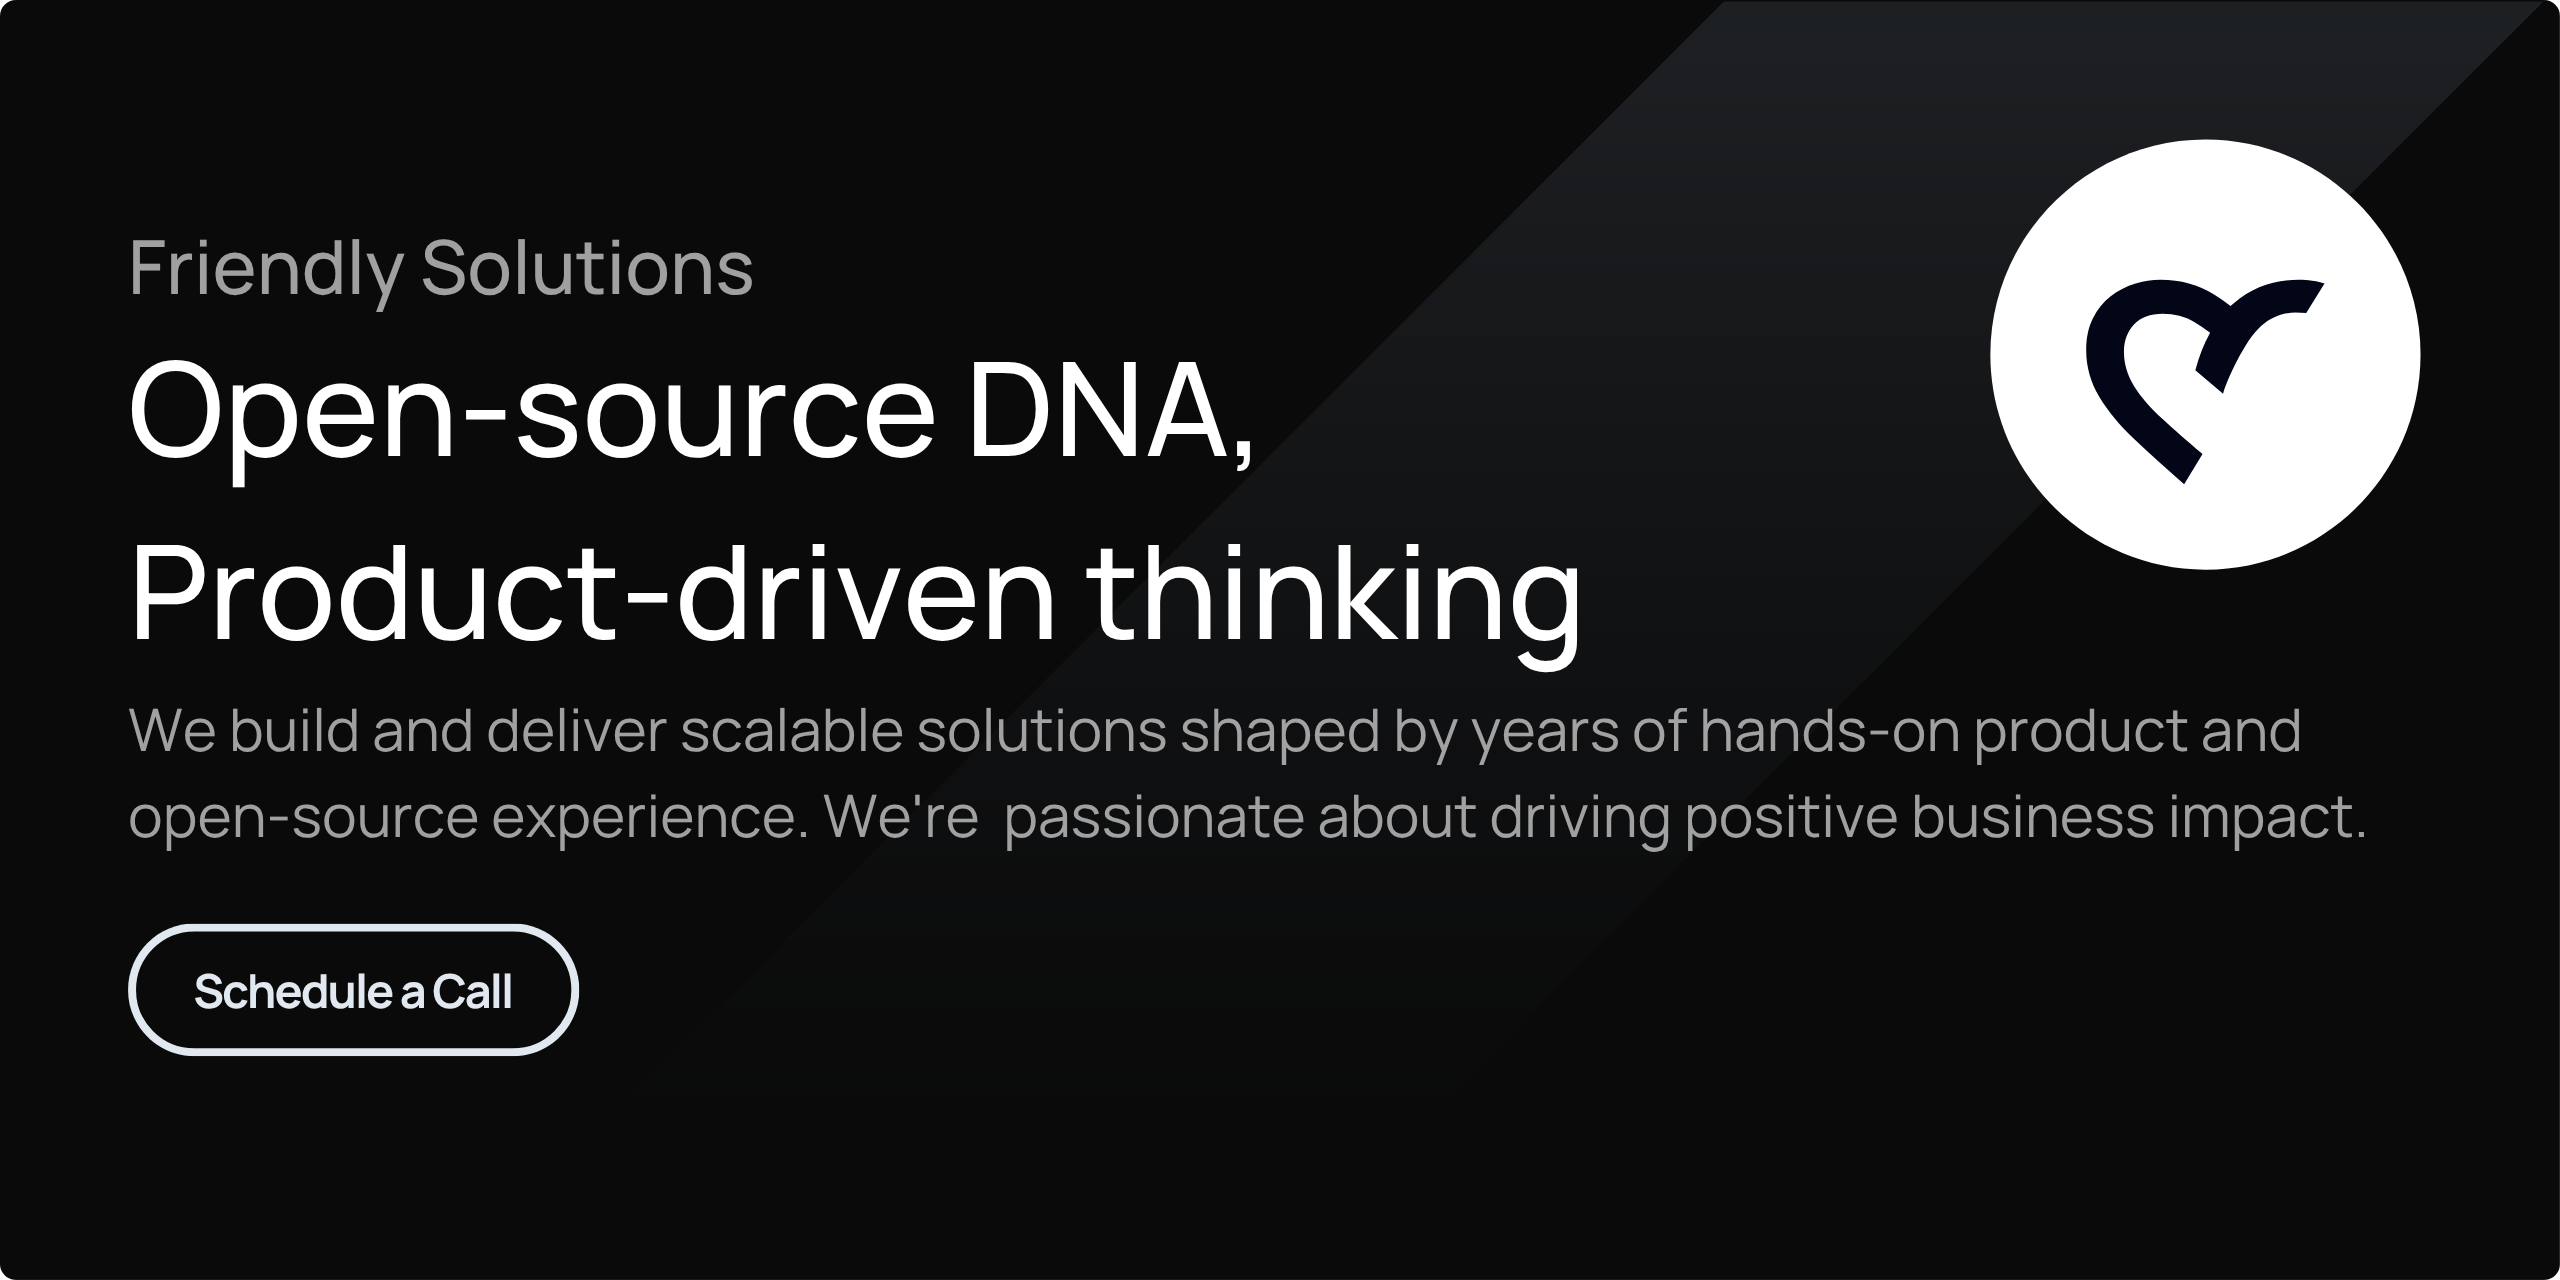 Friendly Solutions
Open-source DNA,
Product-driven thinking
We build and deliver scalable solutions shaped by years of hands-on product and
open-source experience. We're  passionate about driving positive business impact.
Schedule a Call